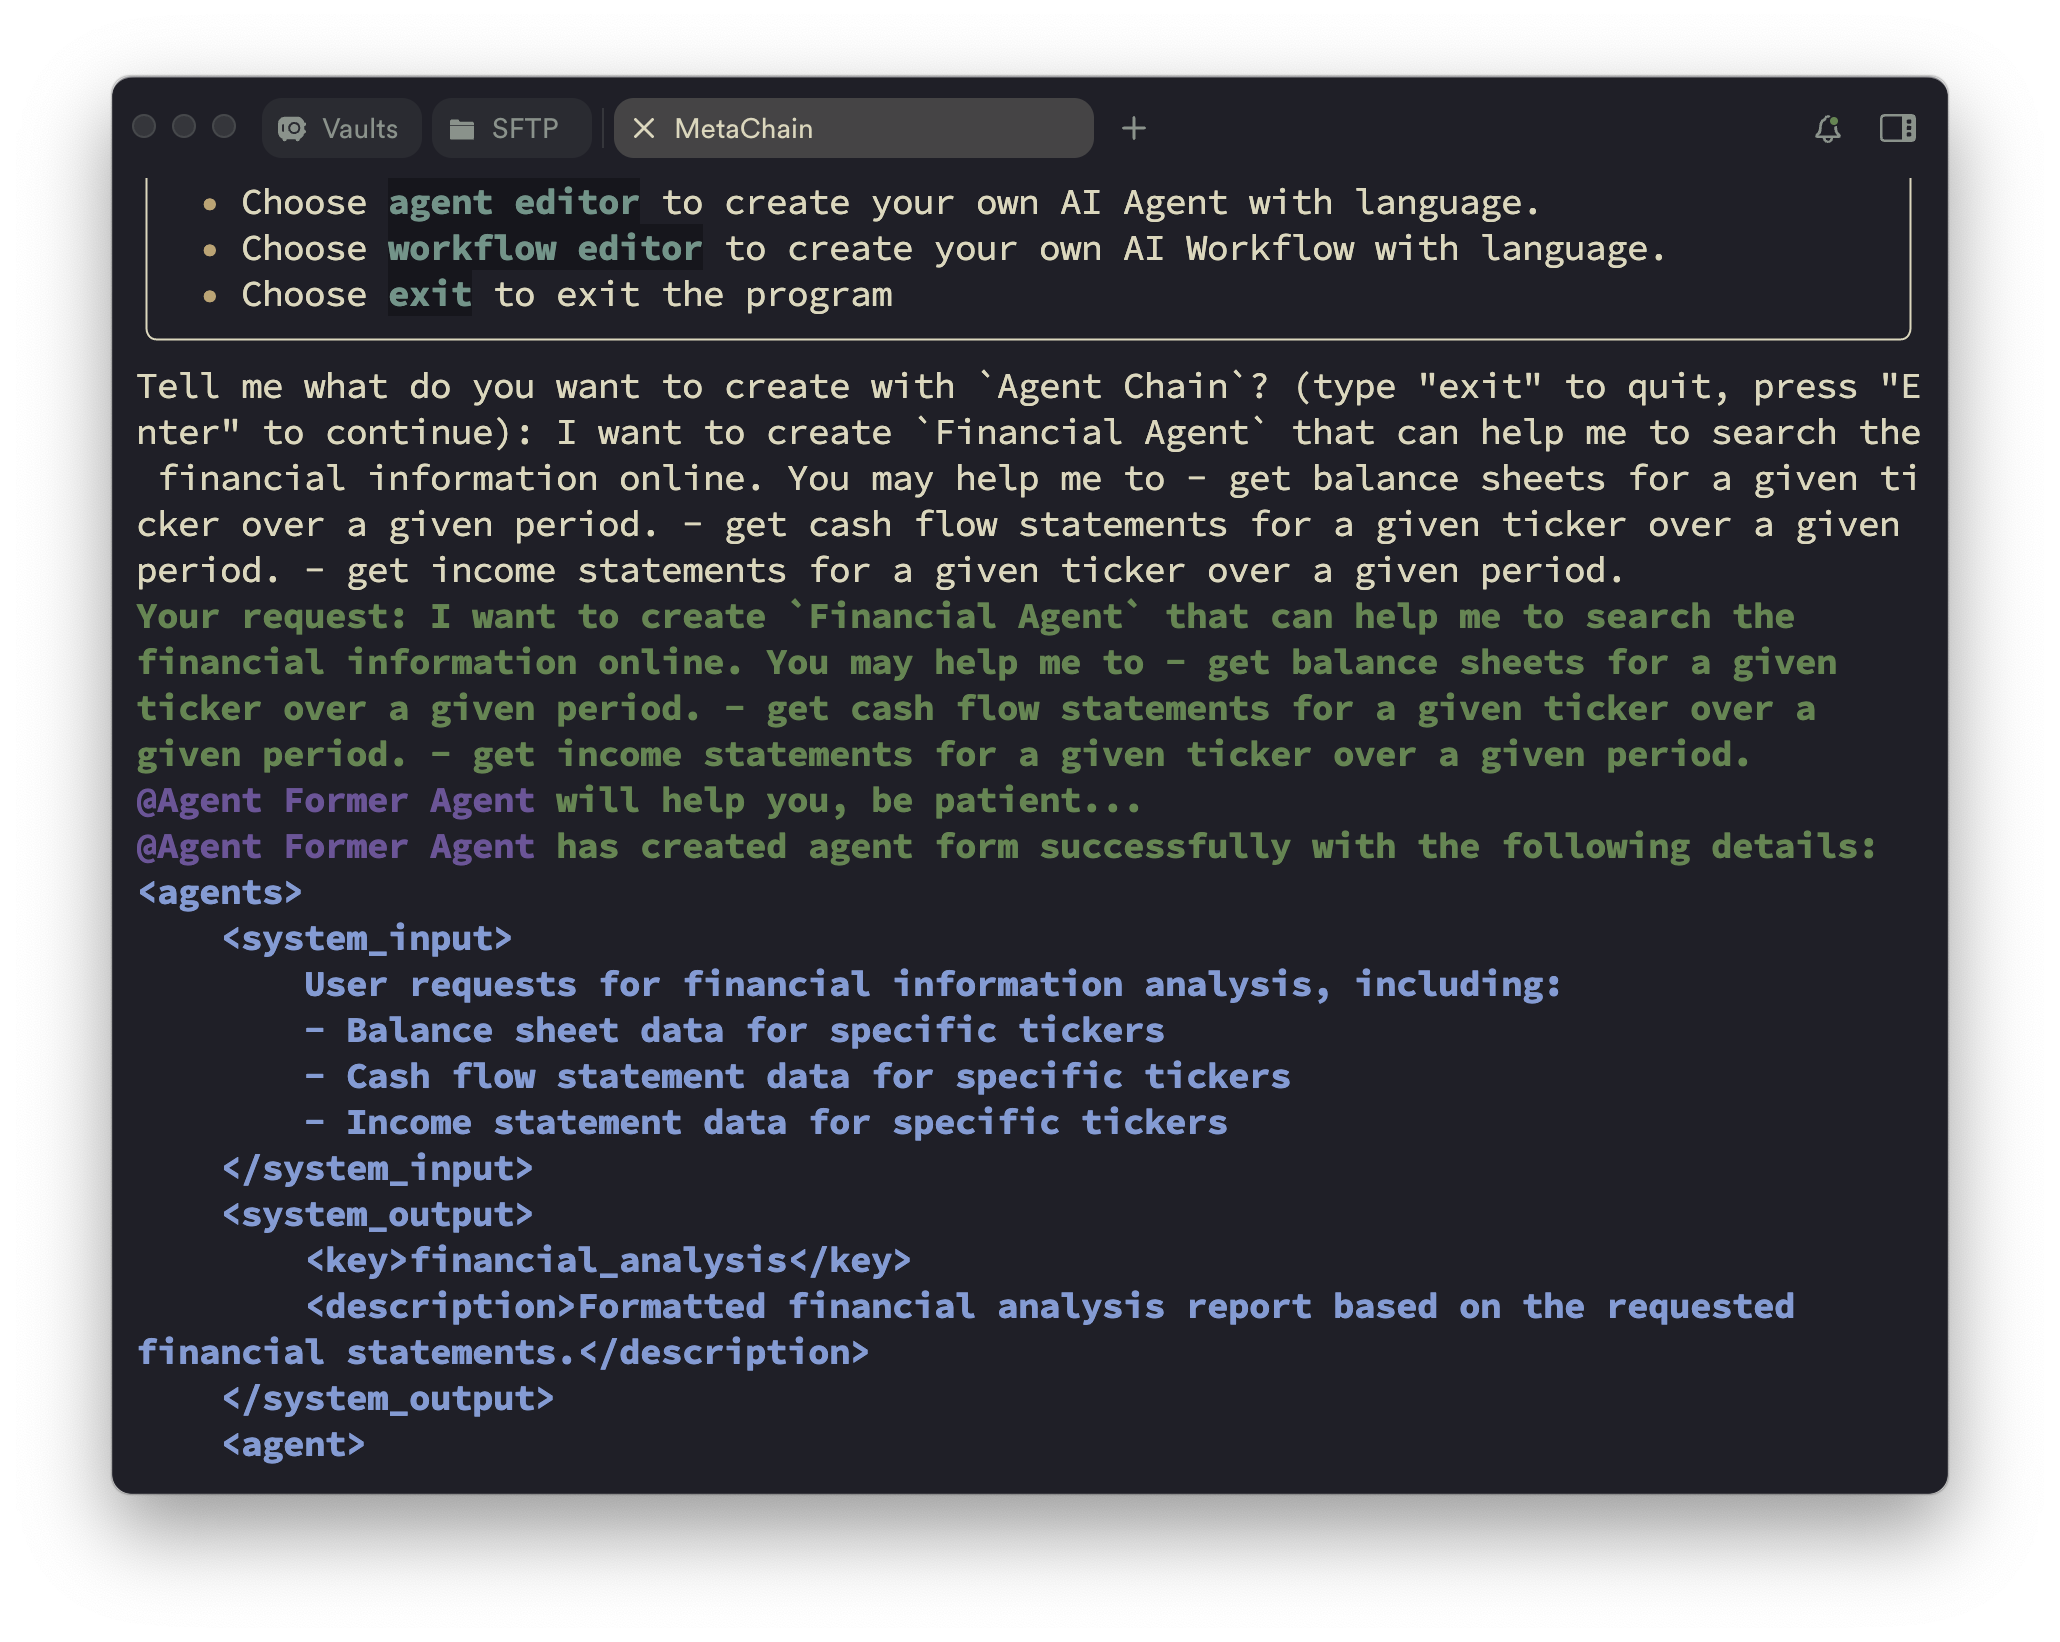 Vaults SFTP MetaChain
• Choose agent editor to create your own AI Agent with language.
• Choose workflow editor to create your own AI Workflow with language.
• Choose exit to exit the program
Tell me what do you want to create with `Agent Chain`? (type "exit" to quit, press "E
nter" to continue): I want to create `Financial Agent` that can help me to search the
 financial information online. You may help me to - get balance sheets for a given ti
cker over a given period. - get cash flow statements for a given ticker over a given
period. - get income statements for a given ticker over a given period.
Your request: I want to create `Financial Agent` that can help me to search the
financial information online. You may help me to - get balance sheets for a given
ticker over a given period. - get cash flow statements for a given ticker over a
given period. - get income statements for a given ticker over a given period.
@Agent Former Agent will help you, be patient...
@Agent Former Agent has created agent form successfully with the following details:
<agents>
    <system_input>
        User requests for financial information analysis, including:
        - Balance sheet data for specific tickers
        - Cash flow statement data for specific tickers
        - Income statement data for specific tickers
    </system_input>
    <system_output>
        <key>financial_analysis</key>
        <description>Formatted financial analysis report based on the requested
financial statements.</description>
    </system_output>
    <agent>